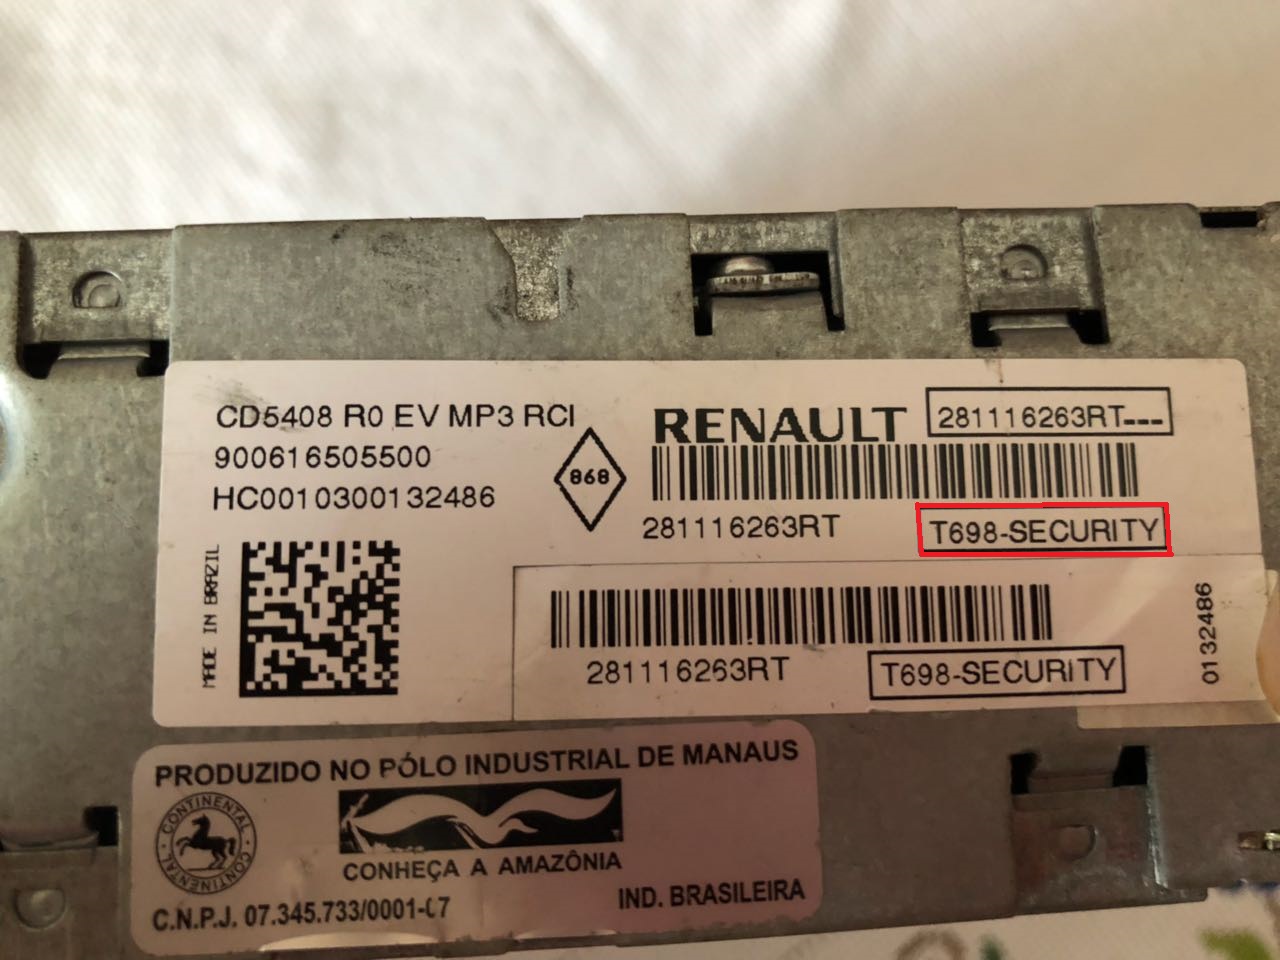 CD5408 R0 EV MP3 RCI
900616505500
HC0010300132486
868
RENAULT
281116263RT---
281116263RT
T698-SECURITY
MADE IN BRAZIL
281116263RT
T698-SECURITY
0132486
PRODUZIDO NO PÓLO INDUSTRIAL DE MANAUS
CONTINENTAL · CONTINENTAL ·
CONHEÇA A AMAZÔNIA
C.N.P.J. 07.345.733/0001-07
IND. BRASILEIRA